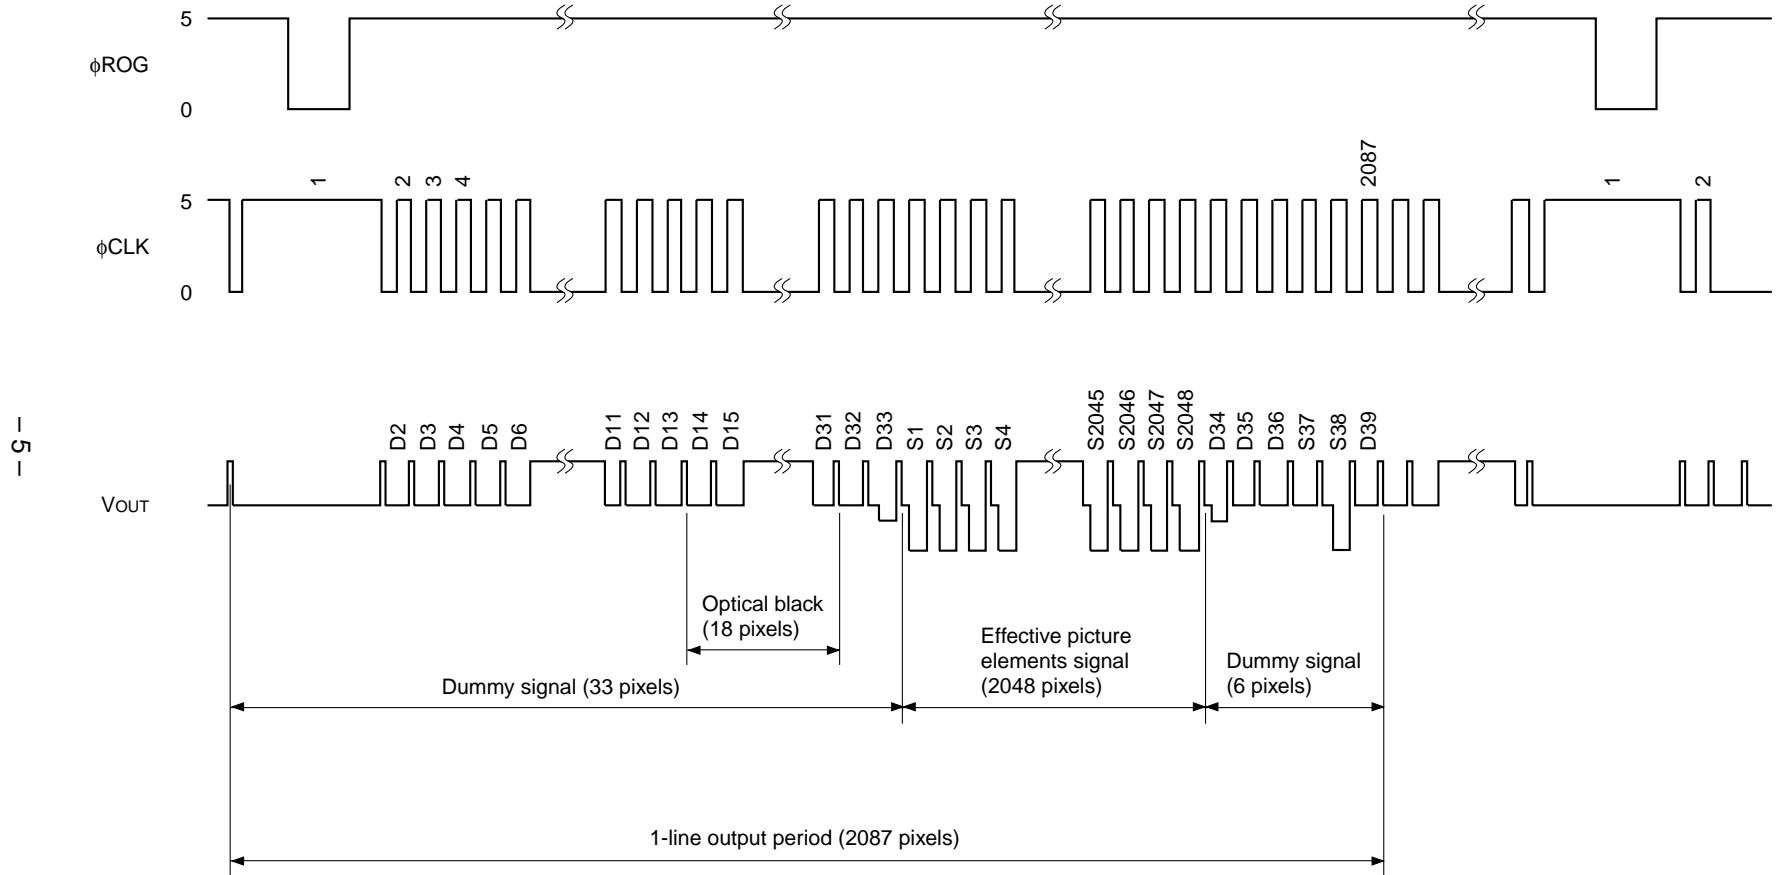 5
φROG
0
1
2
3
4
2087
1
2
5
φCLK
0
D2
D3
D4
D5
D6
D11
D12
D13
D14
D15
D31
D32
D33
S1
S2
S3
S4
S2045
S2046
S2047
S2048
D34
D35
D36
S37
S38
D39
VOUT
Optical black
(18 pixels)
Effective picture
elements signal
(2048 pixels)
Dummy signal
(6 pixels)
Dummy signal (33 pixels)
1-line output period (2087 pixels)
– 5 –